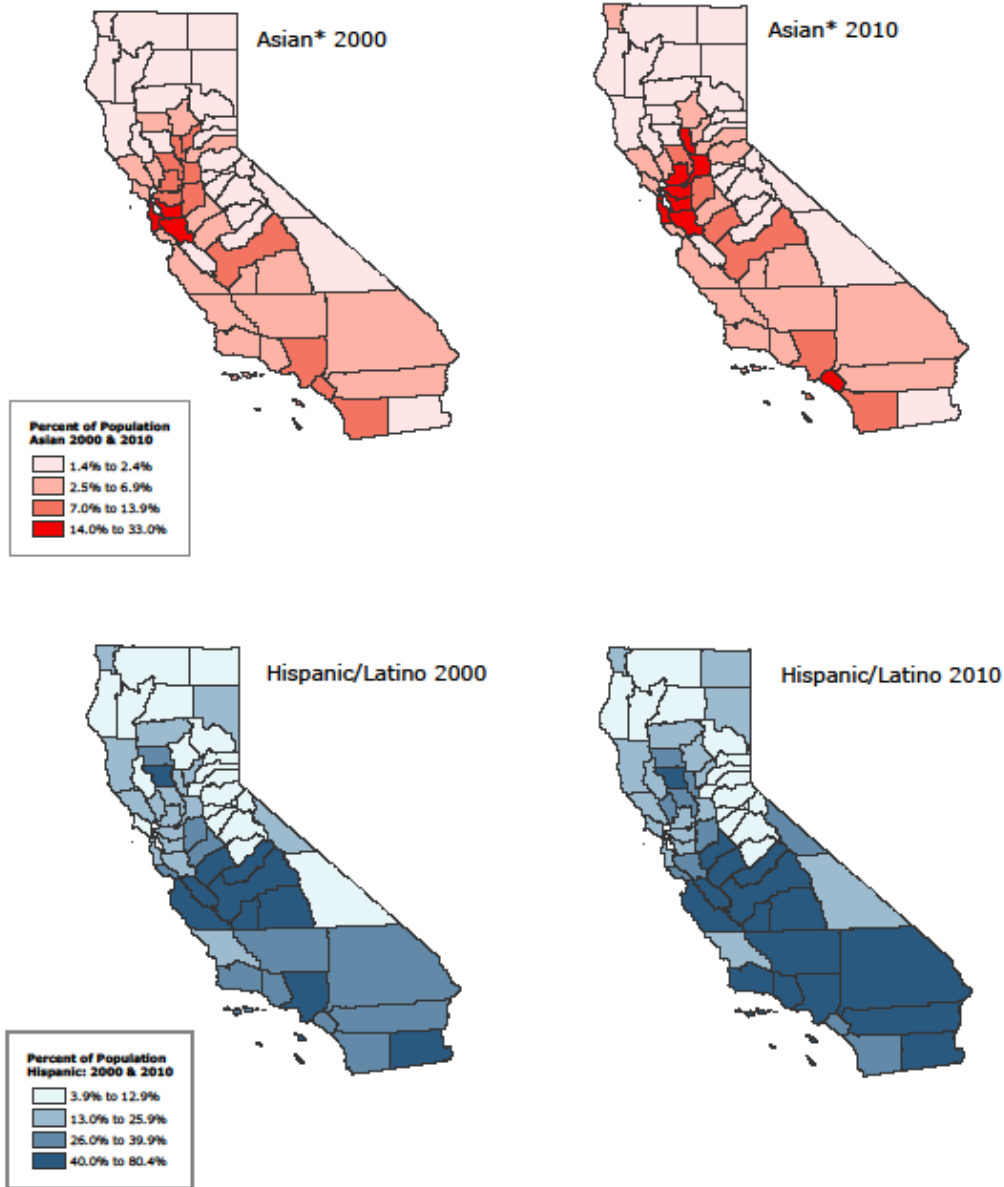 Asian* 2000
Asian* 2010
Percent of Population
Asian 2000 & 2010
1.4% to 2.4%
2.5% to 6.9%
7.0% to 13.9%
14.0% to 33.0%
Hispanic/Latino 2000
Hispanic/Latino 2010
Percent of Population
Hispanic: 2000 & 2010
3.9% to 12.9%
13.0% to 25.9%
26.0% to 39.9%
40.0% to 80.4%